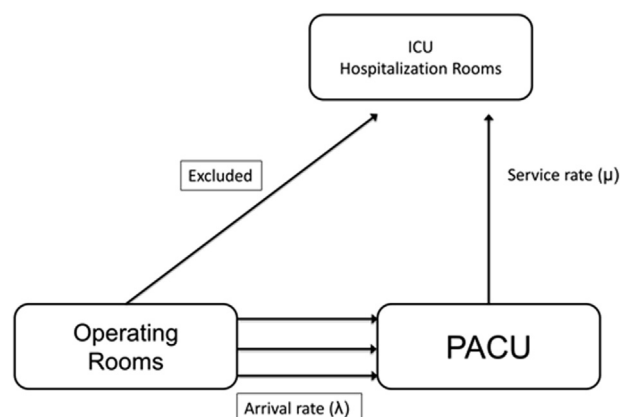 ICU
Hospitalization Rooms
Excluded
Service rate (μ)
Operating
Rooms
PACU
Arrival rate (λ)